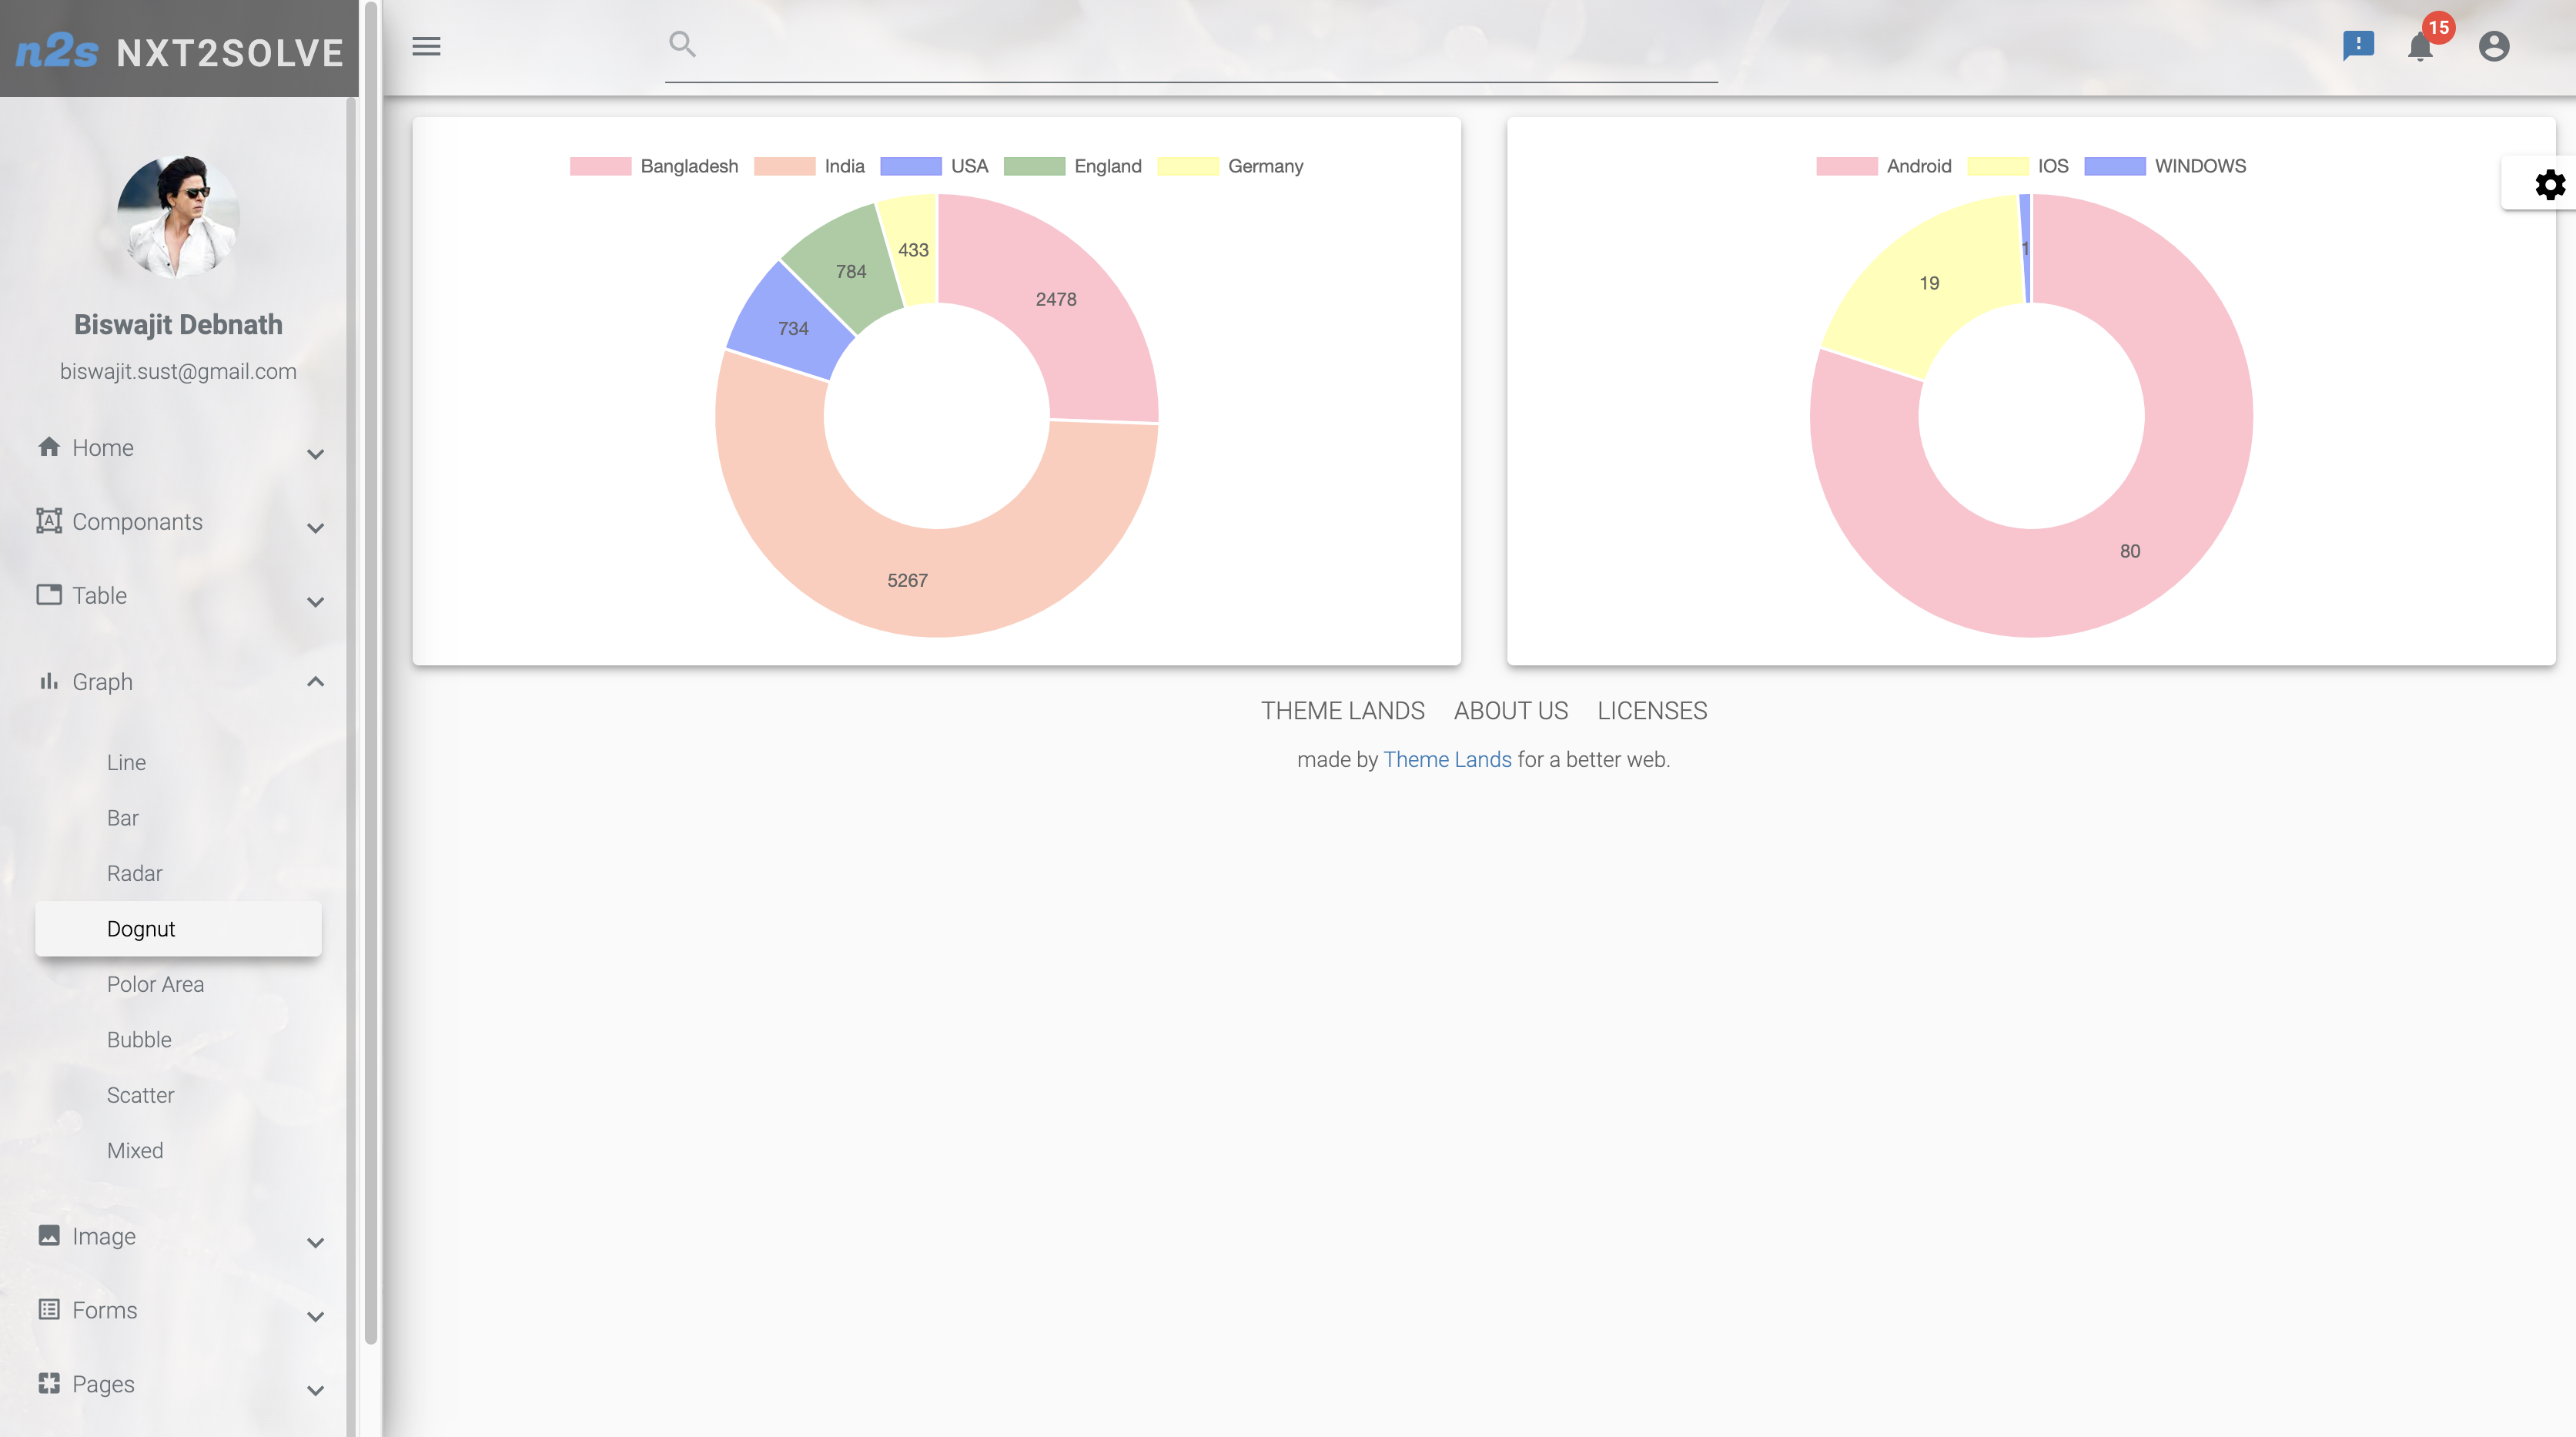 n2s NXT2SOLVE
15
Biswajit Debnath
biswajit.sust@gmail.com
Home
Componants
Table
Graph
Line
Bar
Radar
Dognut
Polor Area
Bubble
Scatter
Mixed
Image
Forms
Pages
Bangladesh India USA England Germany
433
784
2478
734
5267
Android IOS WINDOWS
1
19
80
THEME LANDS ABOUT US LICENSES
made by Theme Lands for a better web.